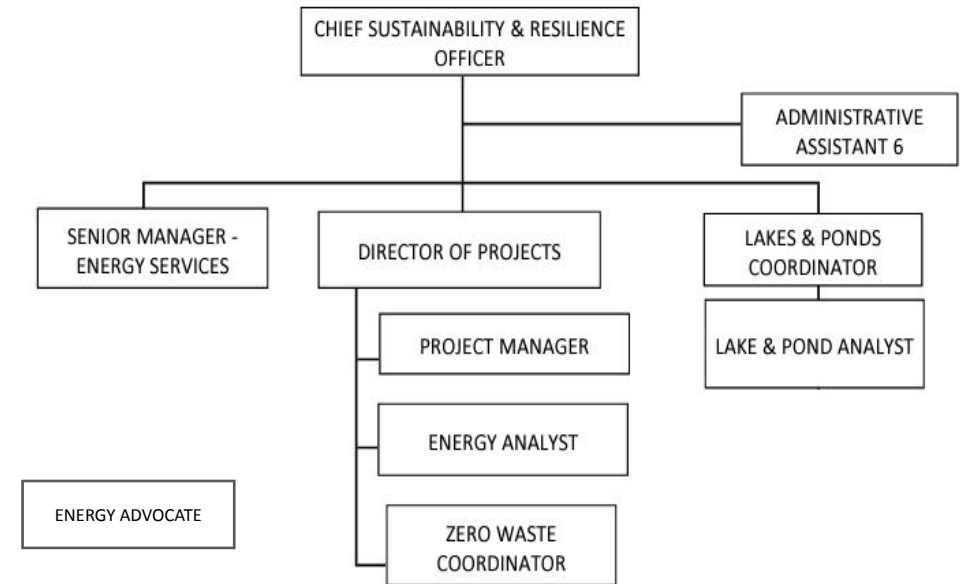 CHIEF SUSTAINABILITY & RESILIENCE
OFFICER
ADMINISTRATIVE
ASSISTANT 6
SENIOR MANAGER -
ENERGY SERVICES
DIRECTOR OF PROJECTS
LAKES & PONDS
COORDINATOR
PROJECT MANAGER
LAKE & POND ANALYST
ENERGY ANALYST
ENERGY ADVOCATE
ZERO WASTE
COORDINATOR